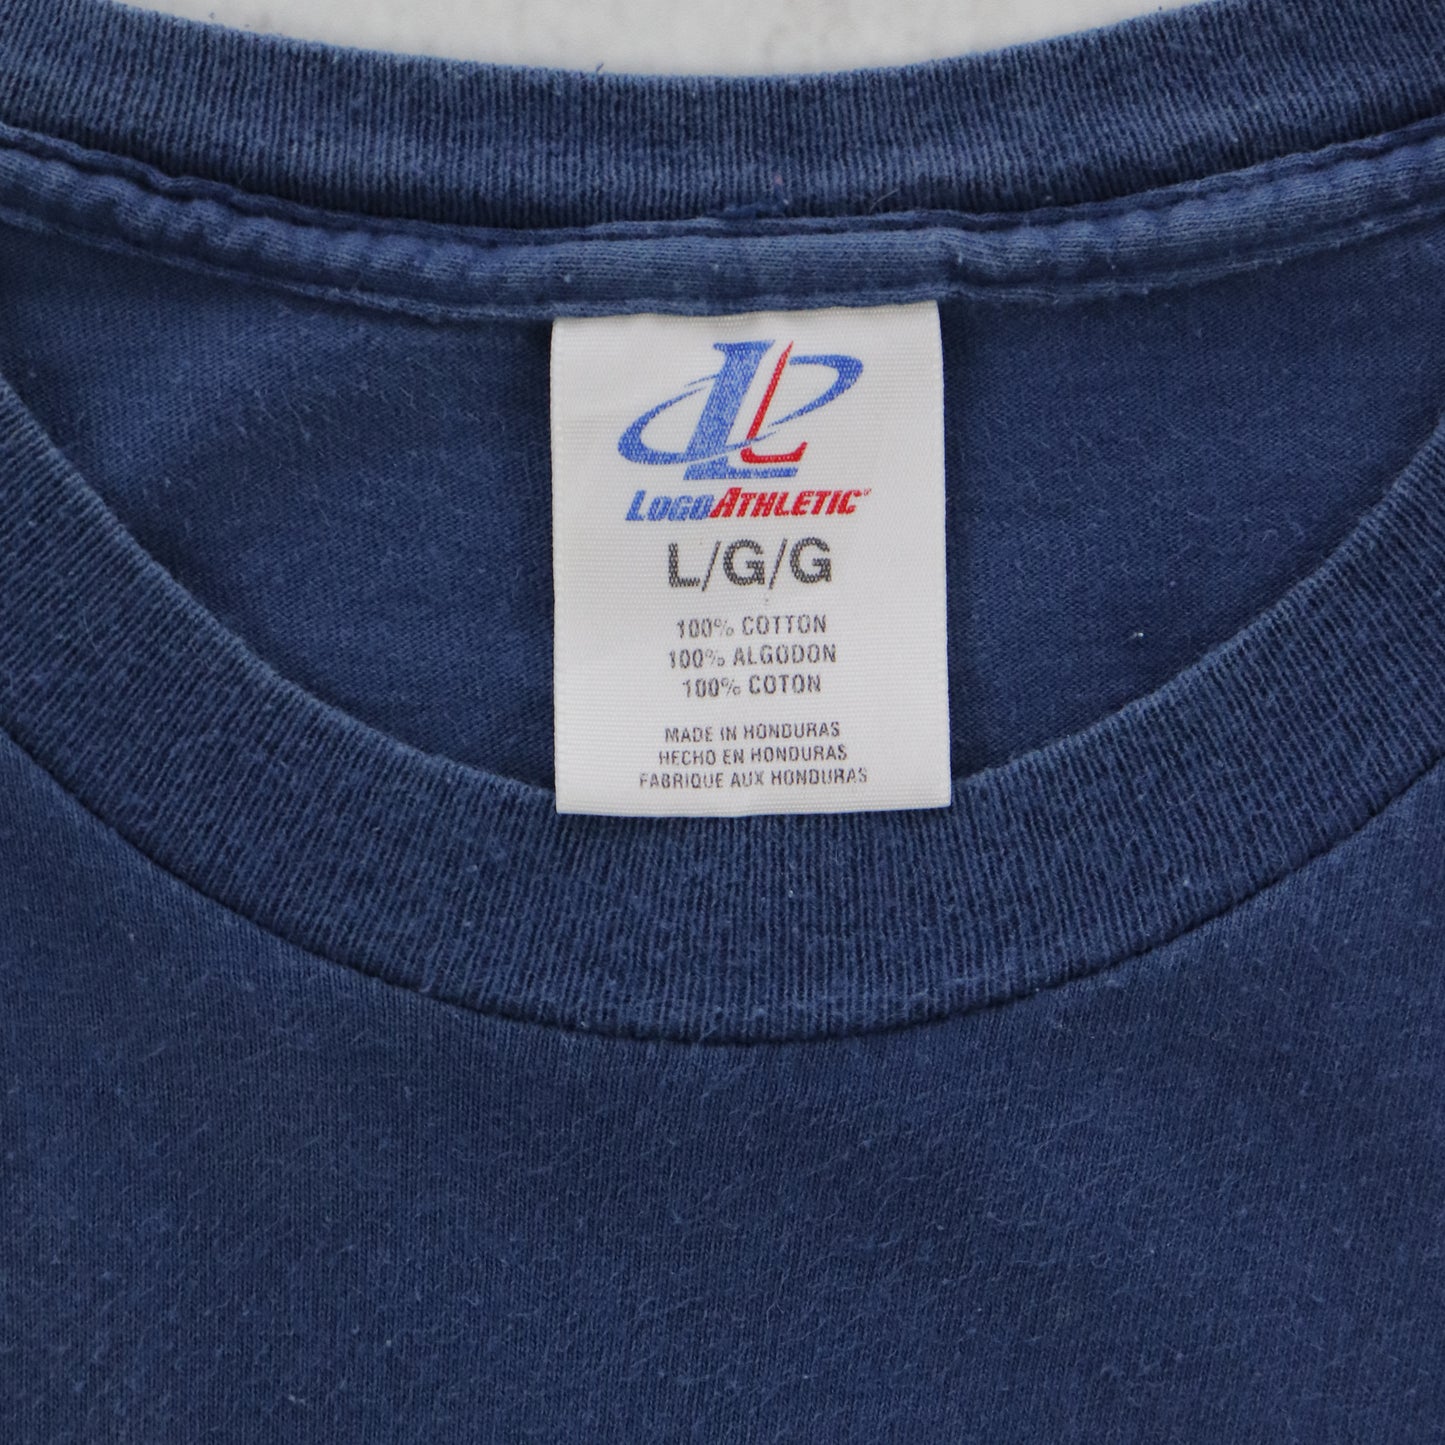 LOGOATHLETIC
L/G/G
100% COTTON
100% ALGODON
100% COTON
MADE IN HONDURAS
HECHO EN HONDURAS
FABRIQUE AUX HONDURAS